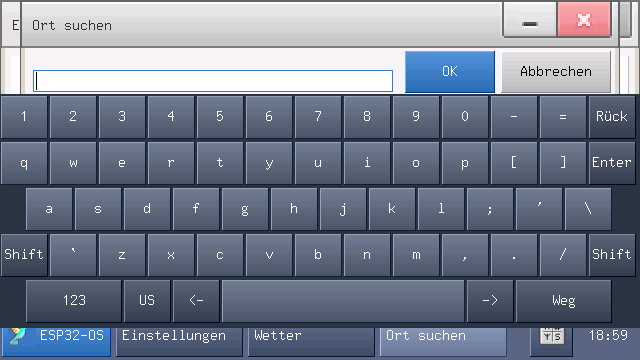 E Ort suchen
OK Abbrechen
1 2 3 4 5 6 7 8 9 0 - = Rück
q w e r t y u i o p [ ] Enter
a s d f g h j k l ; ' \
Shift ` z x c v b n m , . / Shift
123 US <- -> Weg
ESP32-OS Einstellungen Wetter Ort suchen 18:59